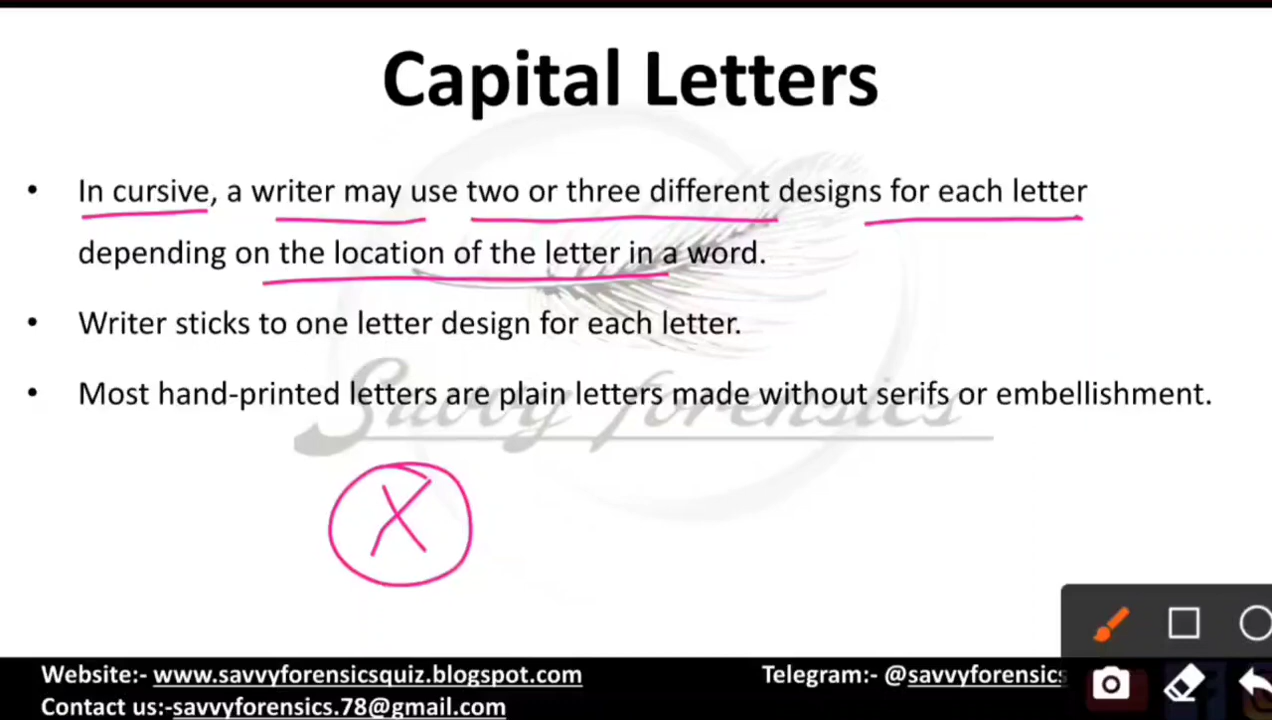 Capital Letters
• In cursive, a writer may use two or three different designs for each letter
depending on the location of the letter in a word.
• Writer sticks to one letter design for each letter.
• Most hand-printed letters are plain letters made without serifs or embellishment.
Savvy forensics
X
Website:- www.savvyforensicsquiz.blogspot.com
Telegram:- @savvyforensics
Contact us:-savvyforensics.78@gmail.com